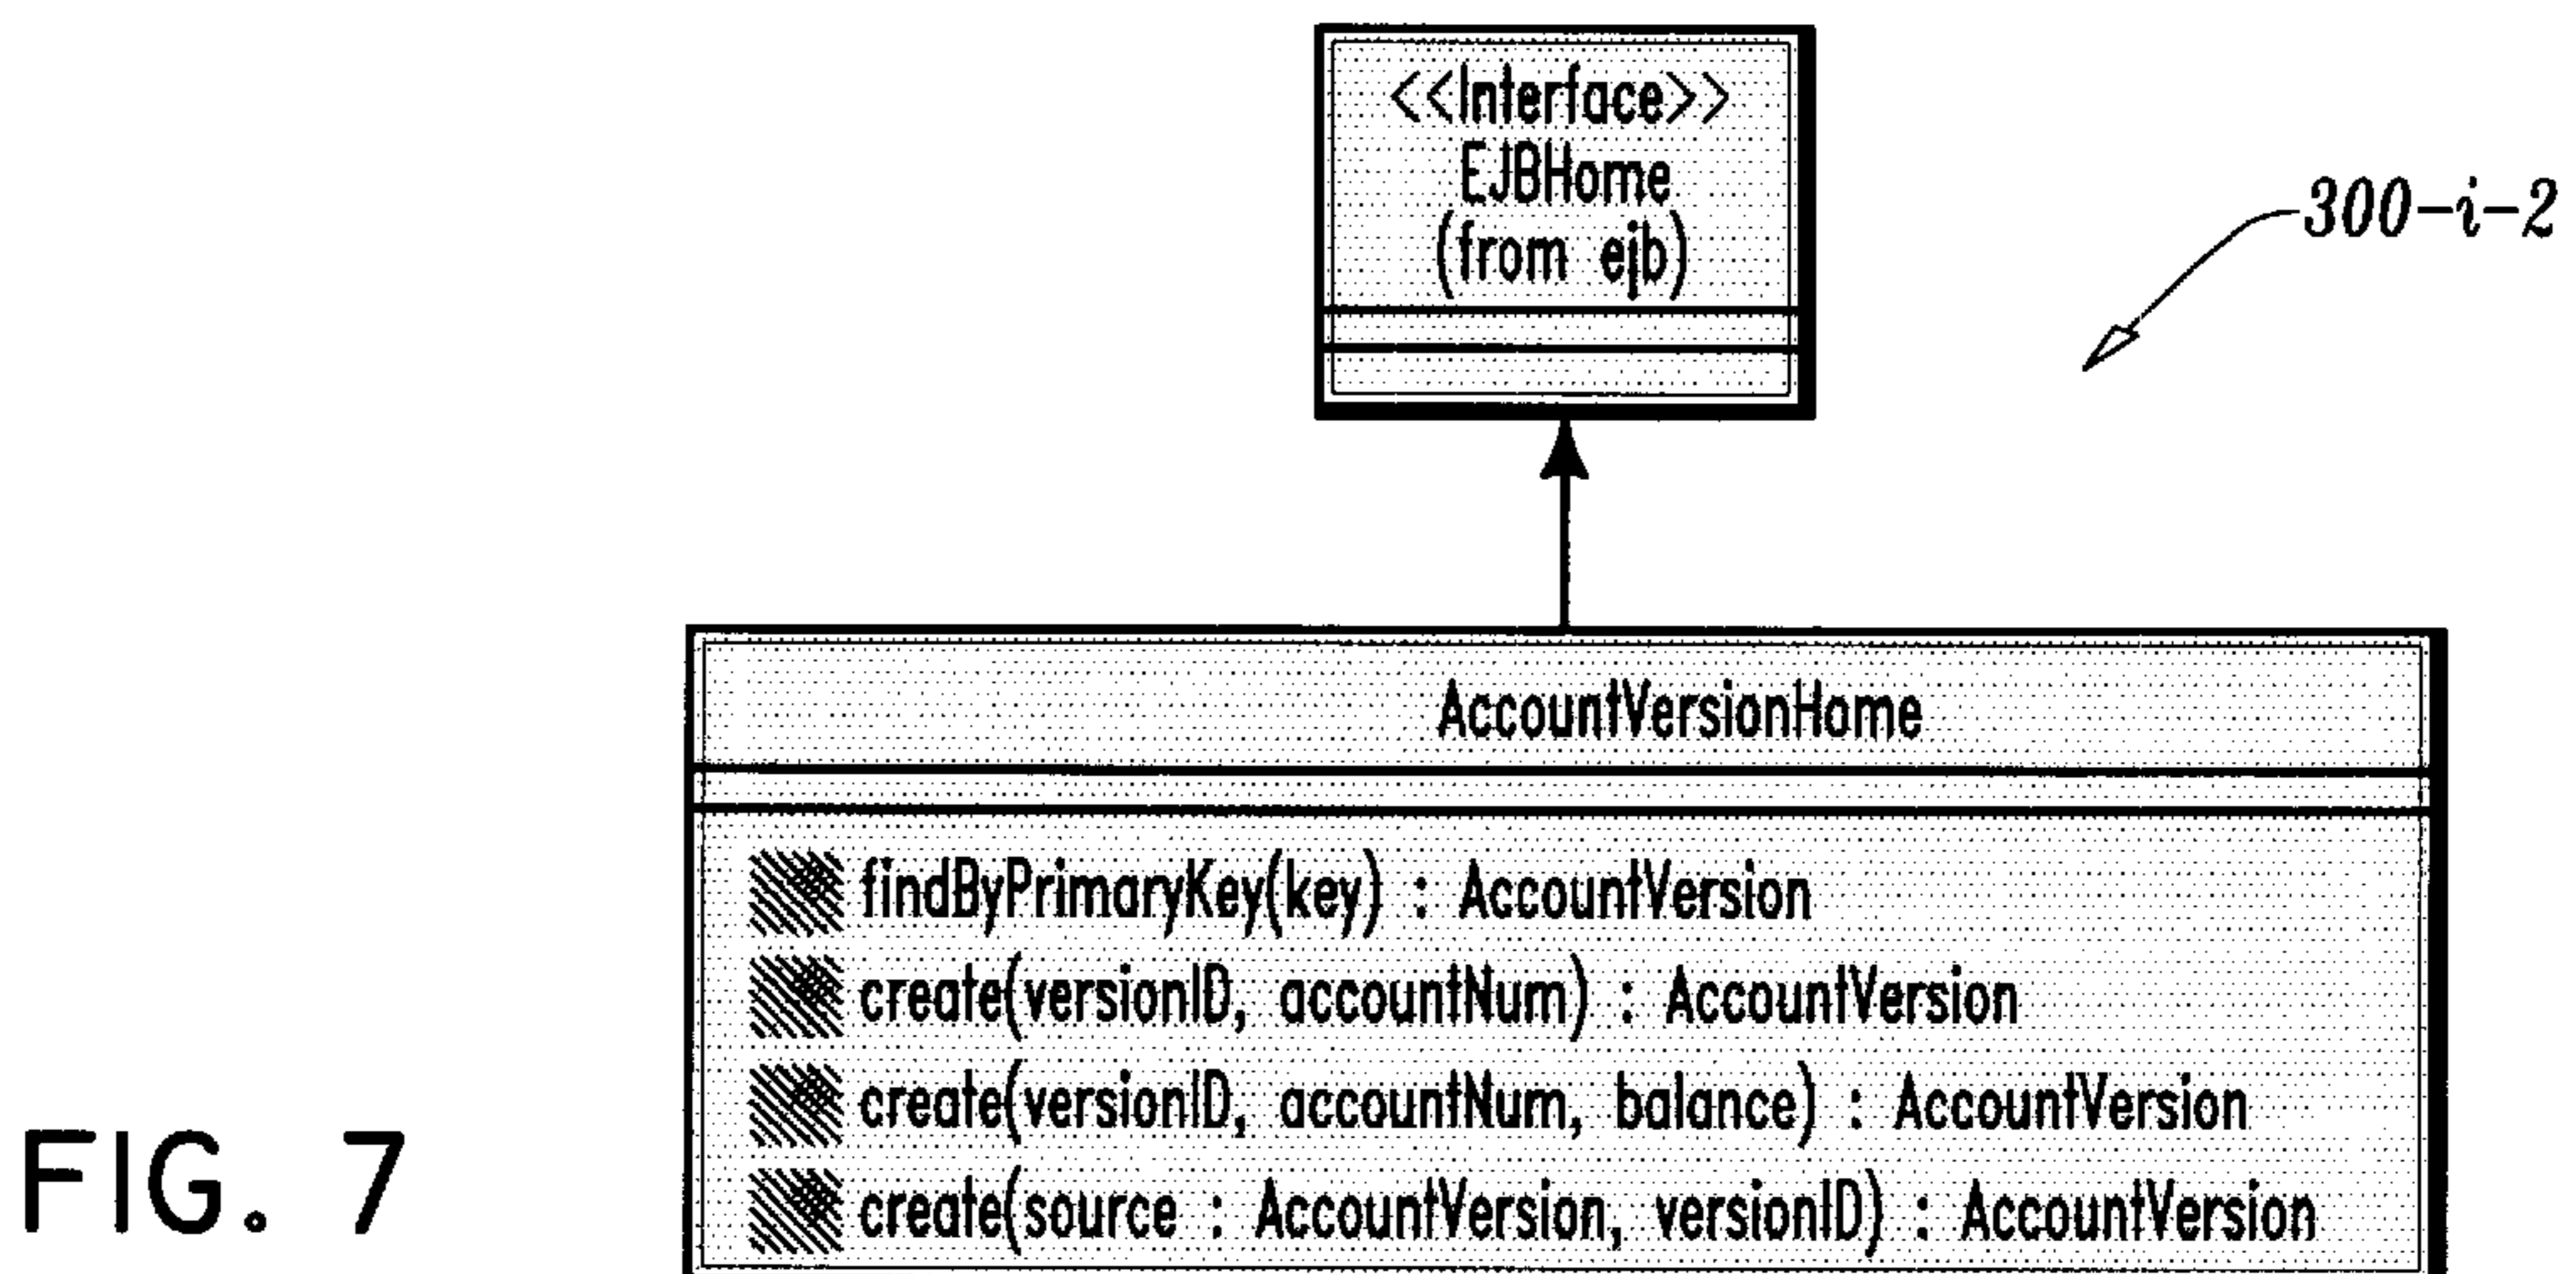 <<Interface>>
EJBHome
(from ejb)
300-i-2
AccountVersionHome
findByPrimaryKey(key) : AccountVersion
create(versionID, accountNum) : AccountVersion
create(versionID, accountNum, balance) : AccountVersion
create(source : AccountVersion, versionID) : AccountVersion
FIG. 7